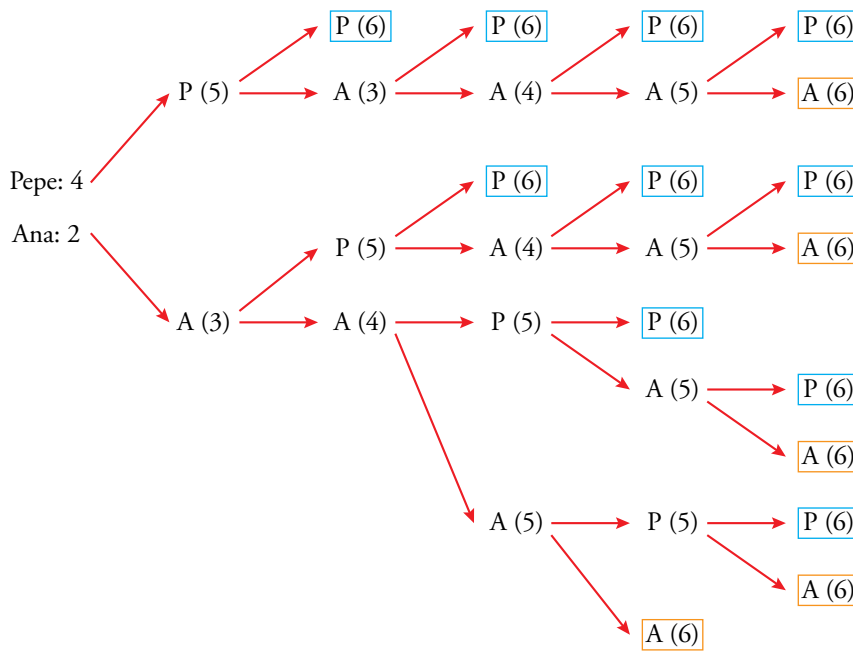 P (6) P (6) P (6) P (6)
P (5) A (3) A (4) A (5) A (6)
Pepe: 4 P (6) P (6) P (6)
Ana: 2 P (5) A (4) A (5) A (6)
A (3) A (4) P (5) P (6)
A (5) P (6)
A (6)
A (5) P (5) P (6)
A (6)
A (6)